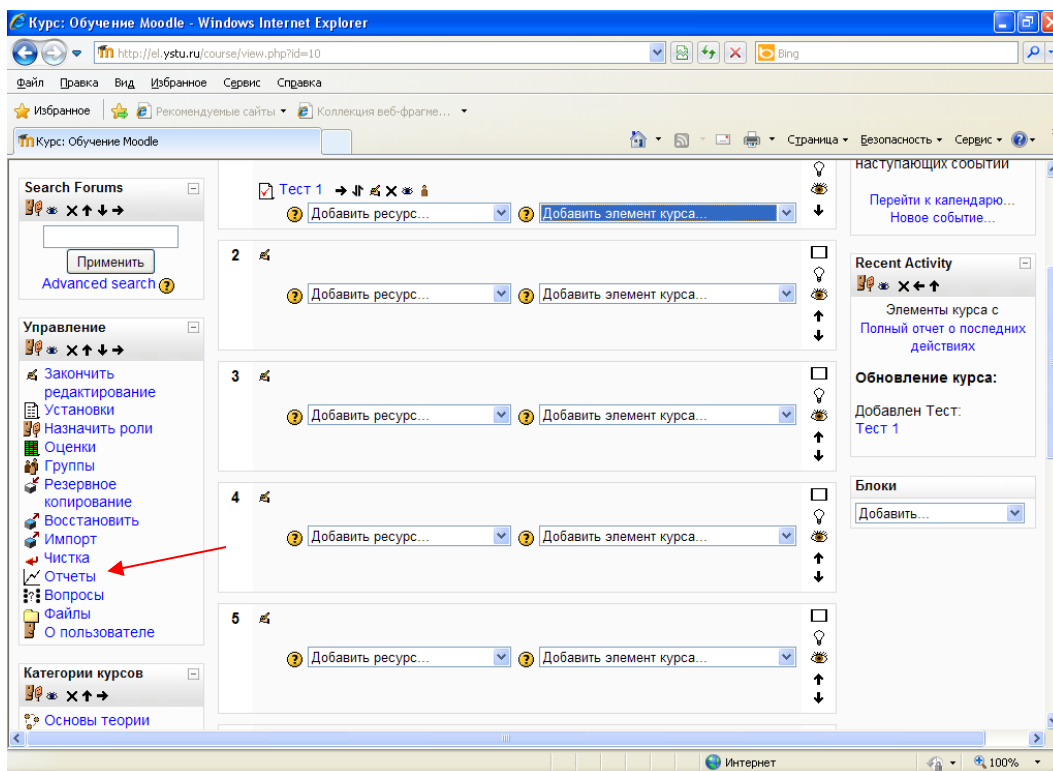 Курс: Обучение Moodle - Windows Internet Explorer
http://el.ystu.ru/course/view.php?id=10
Bing
Файл Правка Вид Избранное Сервис Справка
Избранное Рекомендуемые сайты Коллекция веб-фрагме...
Курс: Обучение Moodle
Страница Безопасность Сервис
Search Forums
Применить
Advanced search
Управление
Закончить
редактирование
Установки
Назначить роли
Оценки
Группы
Резервное
копирование
Восстановить
Импорт
Чистка
Отчеты
Вопросы
Файлы
О пользователе
Категории курсов
Основы теории
Тест 1
Добавить ресурс... Добавить элемент курса...
2
Добавить ресурс... Добавить элемент курса...
3
Добавить ресурс... Добавить элемент курса...
4
Добавить ресурс... Добавить элемент курса...
5
Добавить ресурс... Добавить элемент курса...
наступающих событий
Перейти к календарю...
Новое событие...
Recent Activity
Элементы курса с
Полный отчет о последних
действиях
Обновление курса:
Добавлен Тест:
Тест 1
Блоки
Добавить...
Интернет
100%